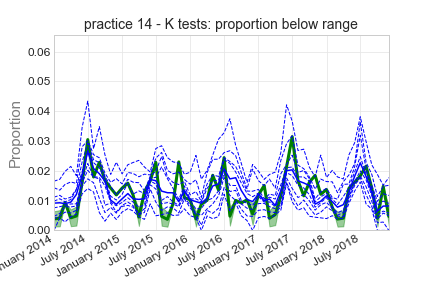 practice 14 - K tests: proportion below range
Proportion
0.06
0.05
0.04
0.03
0.02
0.01
0.00
nuary 2014
July 2014
January 2015
July 2015
January 2016
July 2016
January 2017
July 2017
January 2018
July 2018